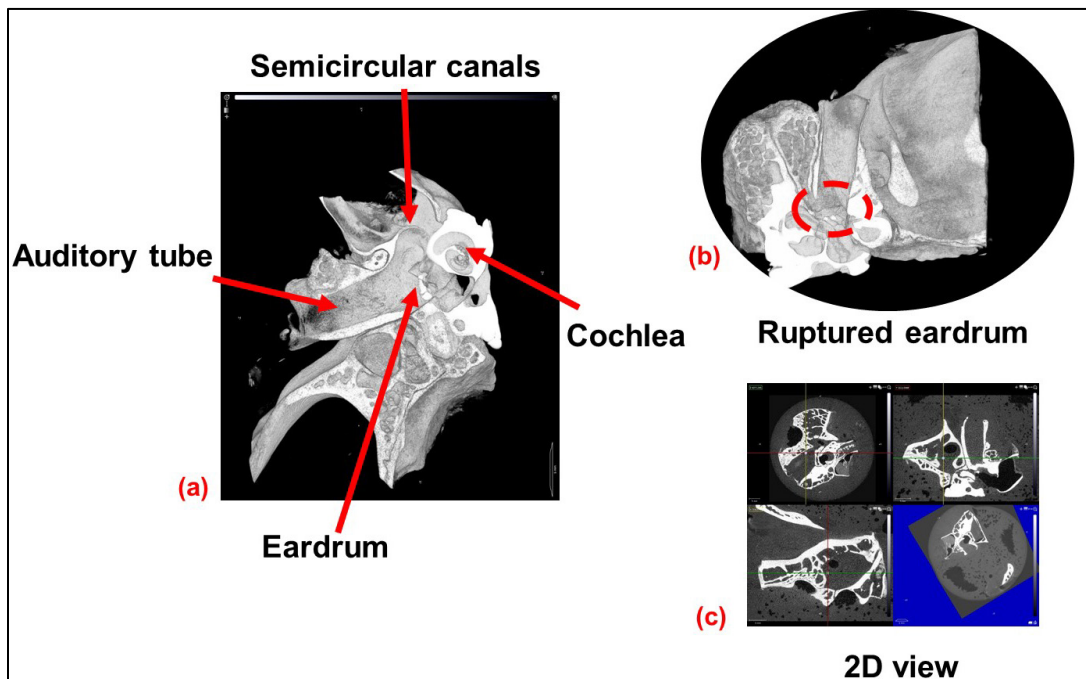 Semicircular canals
Auditory tube
Cochlea
(a)
Eardrum
(b)
Ruptured eardrum
(c)
2D view